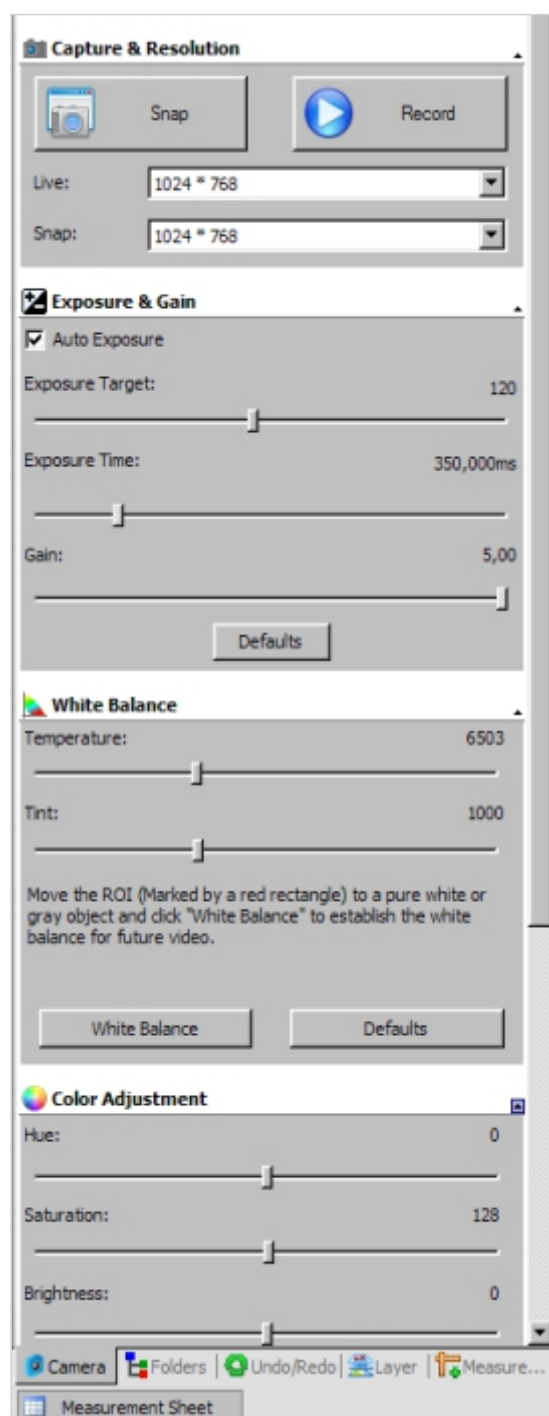 Capture & Resolution
Snap
Record
Live:
1024 * 768
Snap:
1024 * 768
Exposure & Gain
Auto Exposure
Exposure Target:
120
Exposure Time:
350,000ms
Gain:
5,00
Defaults
White Balance
Temperature:
6503
Tint:
1000
Move the ROI (Marked by a red rectangle) to a pure white or
gray object and click "White Balance" to establish the white
balance for future video.
White Balance
Defaults
Color Adjustment
Hue:
0
Saturation:
128
Brightness:
0
Camera
Folders
Undo/Redo
Layer
Measure...
Measurement Sheet